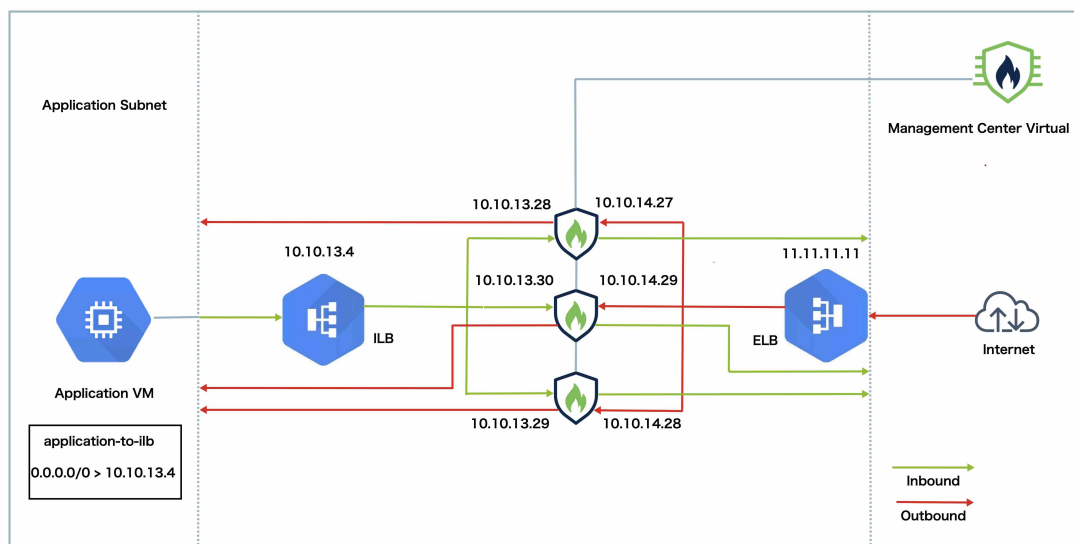 Application Subnet
Management Center Virtual
10.10.13.28
10.10.14.27
10.10.13.4
11.11.11.11
10.10.13.30
10.10.14.29
ILB
ELB
Internet
Application VM
10.10.13.29
10.10.14.28
application-to-ilb
0.0.0.0/0 > 10.10.13.4
Inbound
Outbound